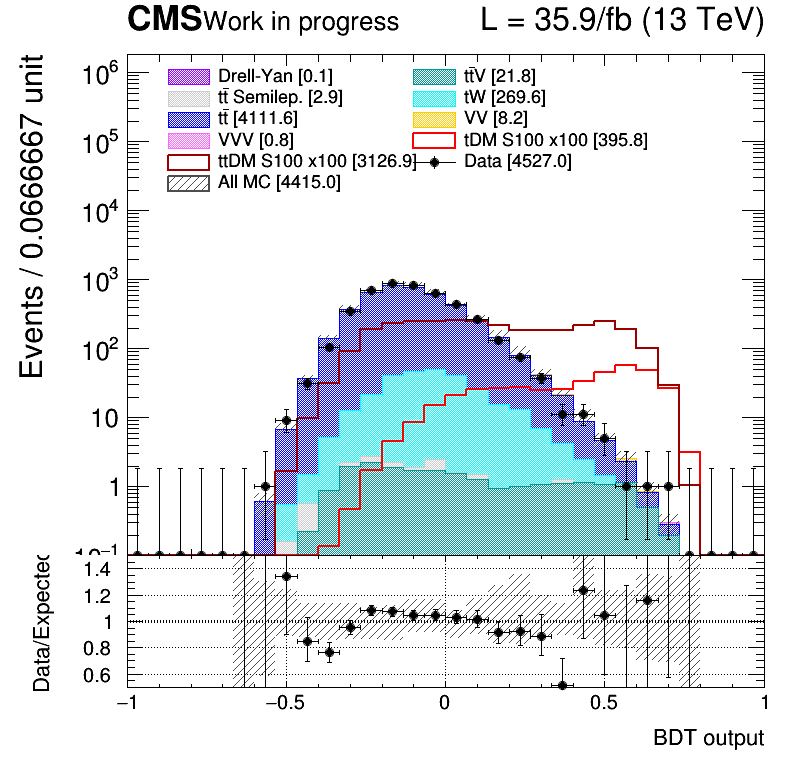 CMS Work in progress L = 35.9/fb (13 TeV)
Events / 0.0666667 unit
10⁶
10⁵
10⁴
10³
10²
10
1
10⁻¹
Drell-Yan [0.1] tt̄V [21.8]
tt̄ Semilep. [2.9] tW [269.6]
tt̄ [4111.6] VV [8.2]
VVV [0.8] tDM S100 x100 [395.8]
ttDM S100 x100 [3126.9] Data [4527.0]
All MC [4415.0]
Data/Expected
1.4
1.2
1
0.8
0.6
−1 −0.5 0 0.5 1
BDT output